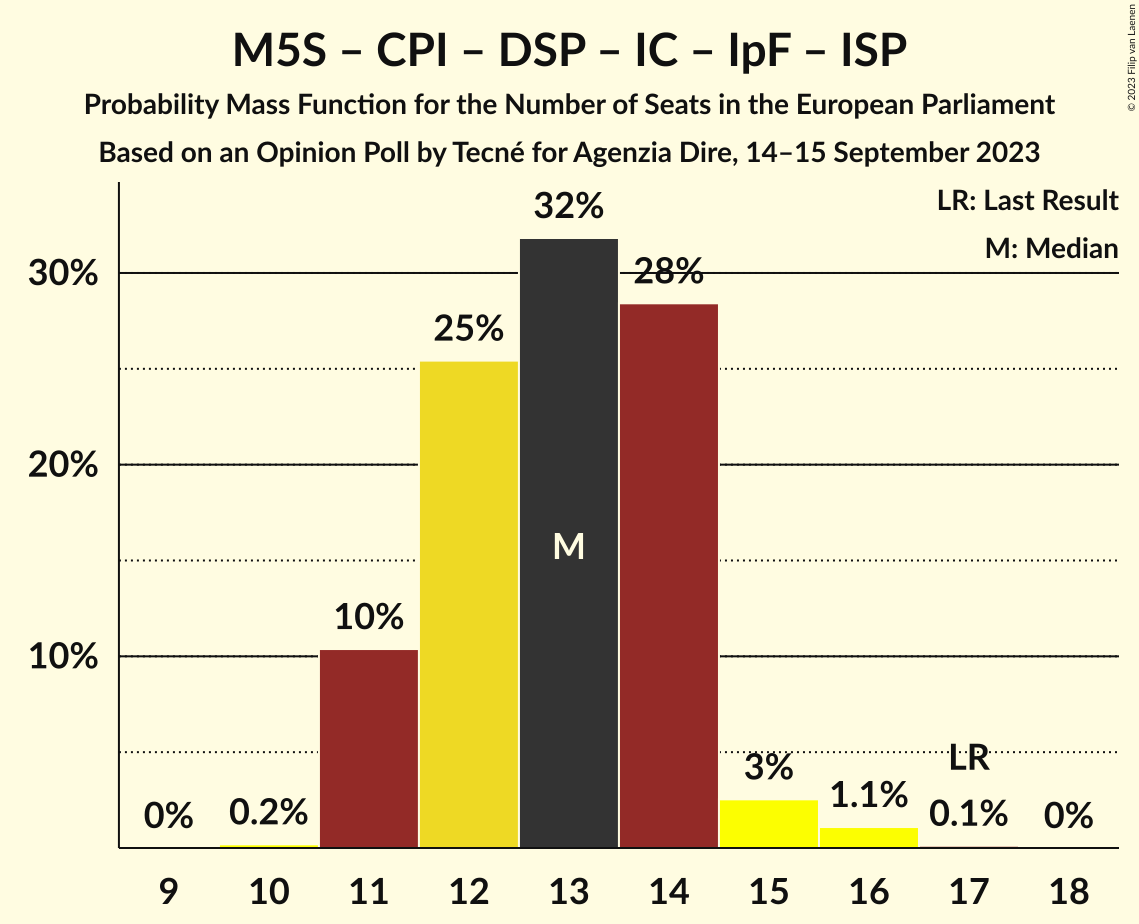 M5S – CPI – DSP – IC – IpF – ISP
Probability Mass Function for the Number of Seats in the European Parliament
Based on an Opinion Poll by Tecné for Agenzia Dire, 14–15 September 2023
© 2023 Filip van Laenen
LR: Last Result
M: Median
30%
20%
10%
0%
0.2%
10%
25%
32%
M
28%
3%
1.1%
LR
0.1%
0%
9 10 11 12 13 14 15 16 17 18